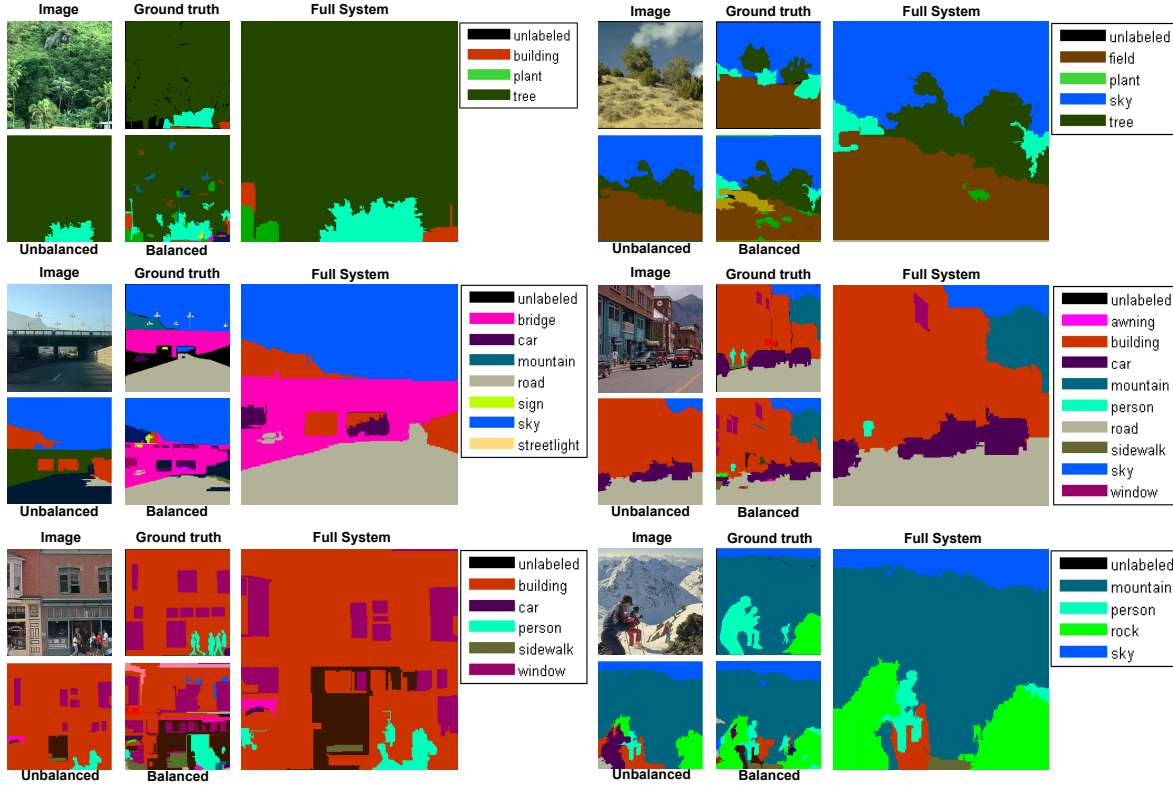 Image Ground truth Full System
unlabeled
building
plant
tree
Unbalanced Balanced
Image Ground truth Full System
unlabeled
field
plant
sky
tree
Unbalanced Balanced
Image Ground truth Full System
unlabeled
bridge
car
mountain
road
sign
sky
streetlight
Unbalanced Balanced
Image Ground truth Full System
unlabeled
awning
building
car
mountain
person
road
sidewalk
sky
window
Unbalanced Balanced
Image Ground truth Full System
unlabeled
building
car
person
sidewalk
window
Unbalanced Balanced
Image Ground truth Full System
unlabeled
mountain
person
rock
sky
Unbalanced Balanced